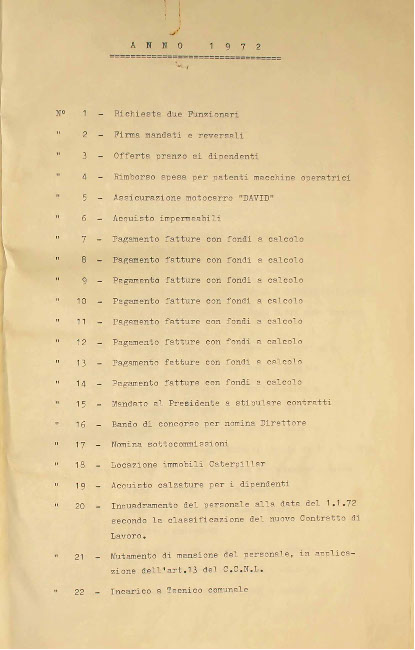 A N N O 1 9 7 2
==============================
N° 1 - Richiesta due Funzionari
" 2 - Firma mandati e reversali
" 3 - Offerta pranzo ai dipendenti
" 4 - Rimborso spese per patenti macchine operatrici
" 5 - Assicurazione motocarro "DAVID"
" 6 - Acquisto impermeabili
" 7 - Pagamento fatture con fondi a calcolo
" 8 - Pagamento fatture con fondi a calcolo
" 9 - Pagamento fatture con fondi a calcolo
" 10 - Pagamento fatture con fondi a calcolo
" 11 - Pagamento fatture con fondi a calcolo
" 12 - Pagamento fatture con fondi a calcolo
" 13 - Pagamento fatture con fondi a calcolo
" 14 - Pagamento fatture con fondi a calcolo
" 15 - Mandato al Presidente a stipulare contratti
" 16 - Bando di concorso per nomina Direttore
" 17 - Nomina sottocommissioni
" 18 - Locazione immobili Caterpiller
" 19 - Acquisto calzature per i dipendenti
" 20 - Inquadramento del personale alla data del 1.1.72
secondo la classificazione del nuovo Contratto di
Lavoro.
" 21 - Mutamento di mansione del personale, in applica-
zione dell'art.13 del C.C.N.L.
" 22 - Incarico a Tecnico comunale